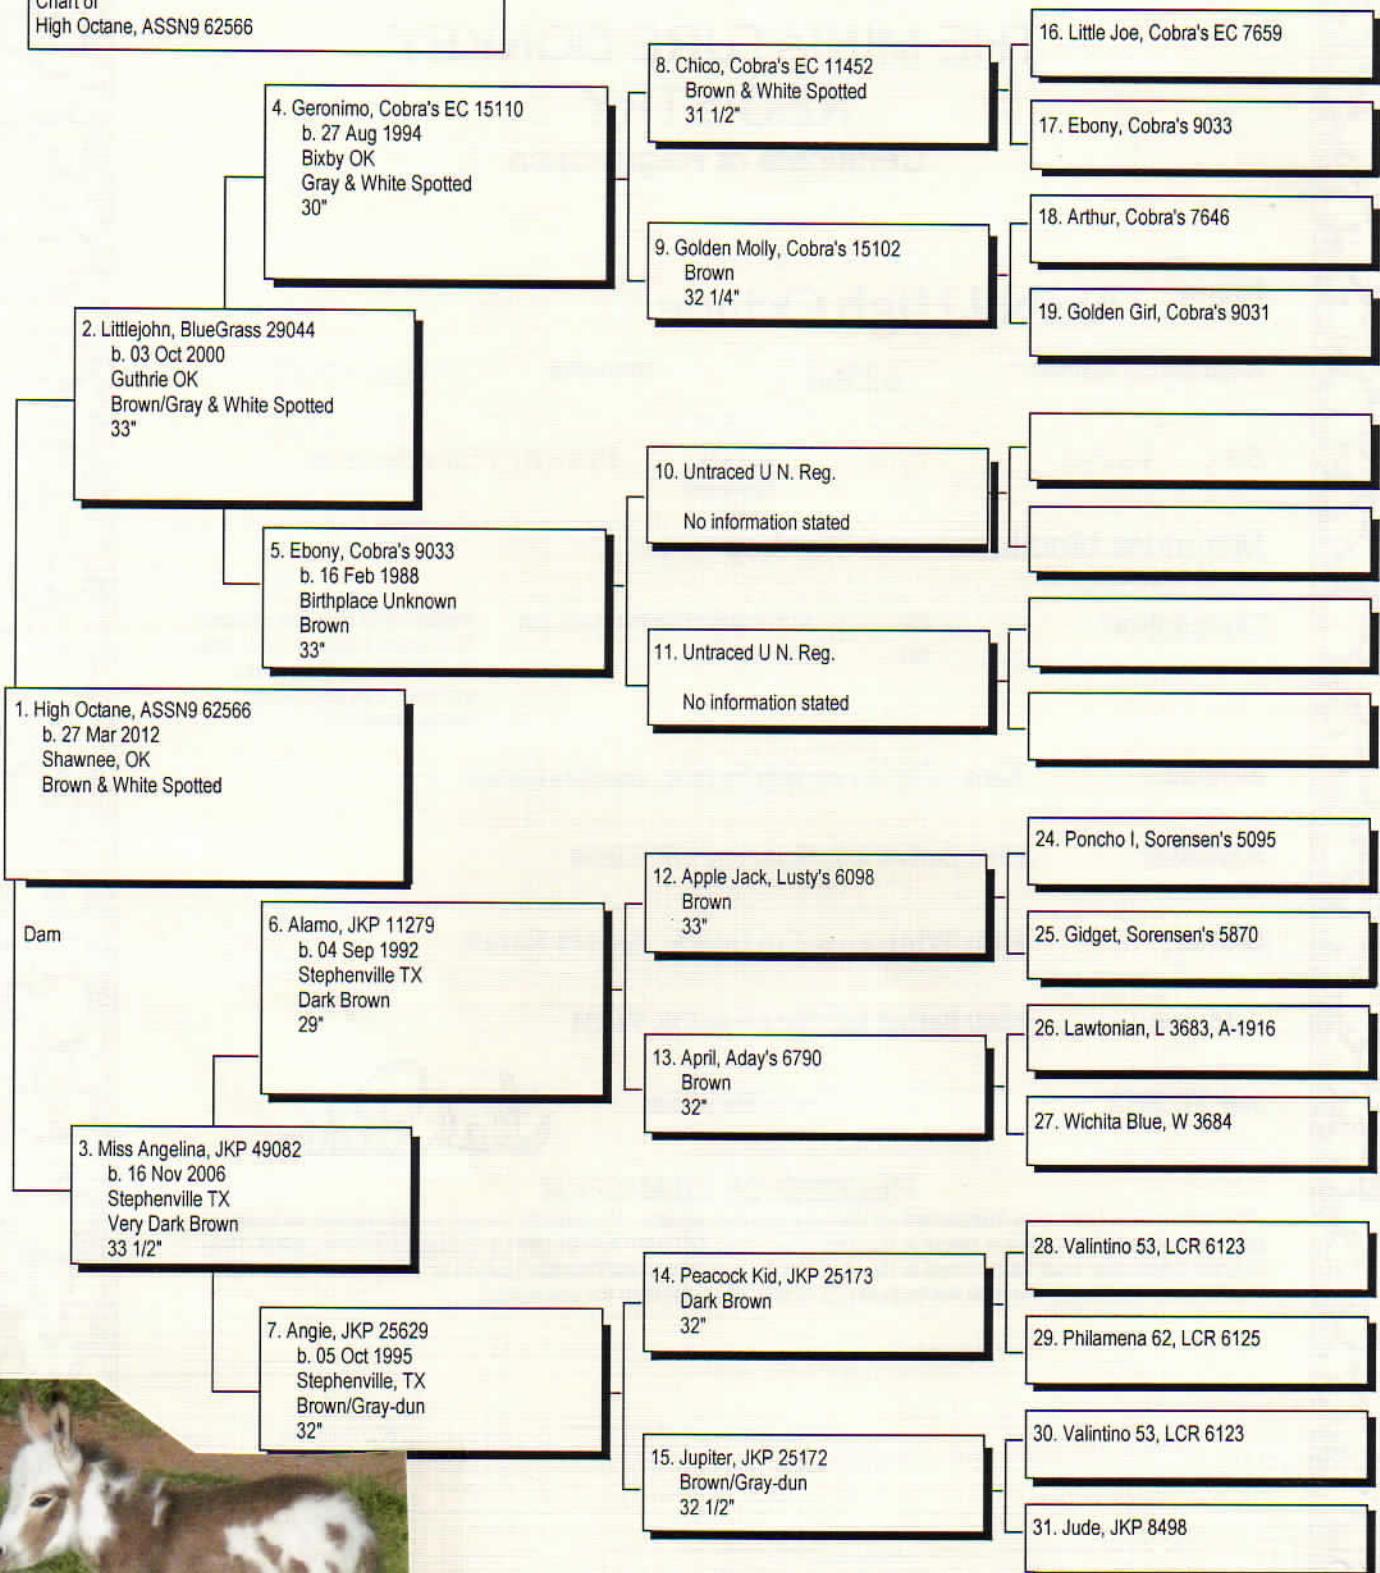 Chart of
High Octane, ASSN9 62566
4. Geronimo, Cobra's EC 15110
b. 27 Aug 1994
Bixby OK
Gray & White Spotted
30"
2. Littlejohn, BlueGrass 29044
b. 03 Oct 2000
Guthrie OK
Brown/Gray & White Spotted
33"
5. Ebony, Cobra's 9033
b. 16 Feb 1988
Birthplace Unknown
Brown
33"
1. High Octane, ASSN9 62566
b. 27 Mar 2012
Shawnee, OK
Brown & White Spotted
Dam
6. Alamo, JKP 11279
b. 04 Sep 1992
Stephenville TX
Dark Brown
29"
3. Miss Angelina, JKP 49082
b. 16 Nov 2006
Stephenville TX
Very Dark Brown
33 1/2"
7. Angie, JKP 25629
b. 05 Oct 1995
Stephenville, TX
Brown/Gray-dun
32"
8. Chico, Cobra's EC 11452
Brown & White Spotted
31 1/2"
9. Golden Molly, Cobra's 15102
Brown
32 1/4"
10. Untraced U N. Reg.
No information stated
11. Untraced U N. Reg.
No information stated
12. Apple Jack, Lusty's 6098
Brown
33"
13. April, Aday's 6790
Brown
32"
14. Peacock Kid, JKP 25173
Dark Brown
32"
15. Jupiter, JKP 25172
Brown/Gray-dun
32 1/2"
16. Little Joe, Cobra's EC 7659
17. Ebony, Cobra's 9033
18. Arthur, Cobra's 7646
19. Golden Girl, Cobra's 9031
24. Poncho I, Sorensen's 5095
25. Gidget, Sorensen's 5870
26. Lawtonian, L 3683, A-1916
27. Wichita Blue, W 3684
28. Valintino 53, LCR 6123
29. Philamena 62, LCR 6125
30. Valintino 53, LCR 6123
31. Jude, JKP 8498